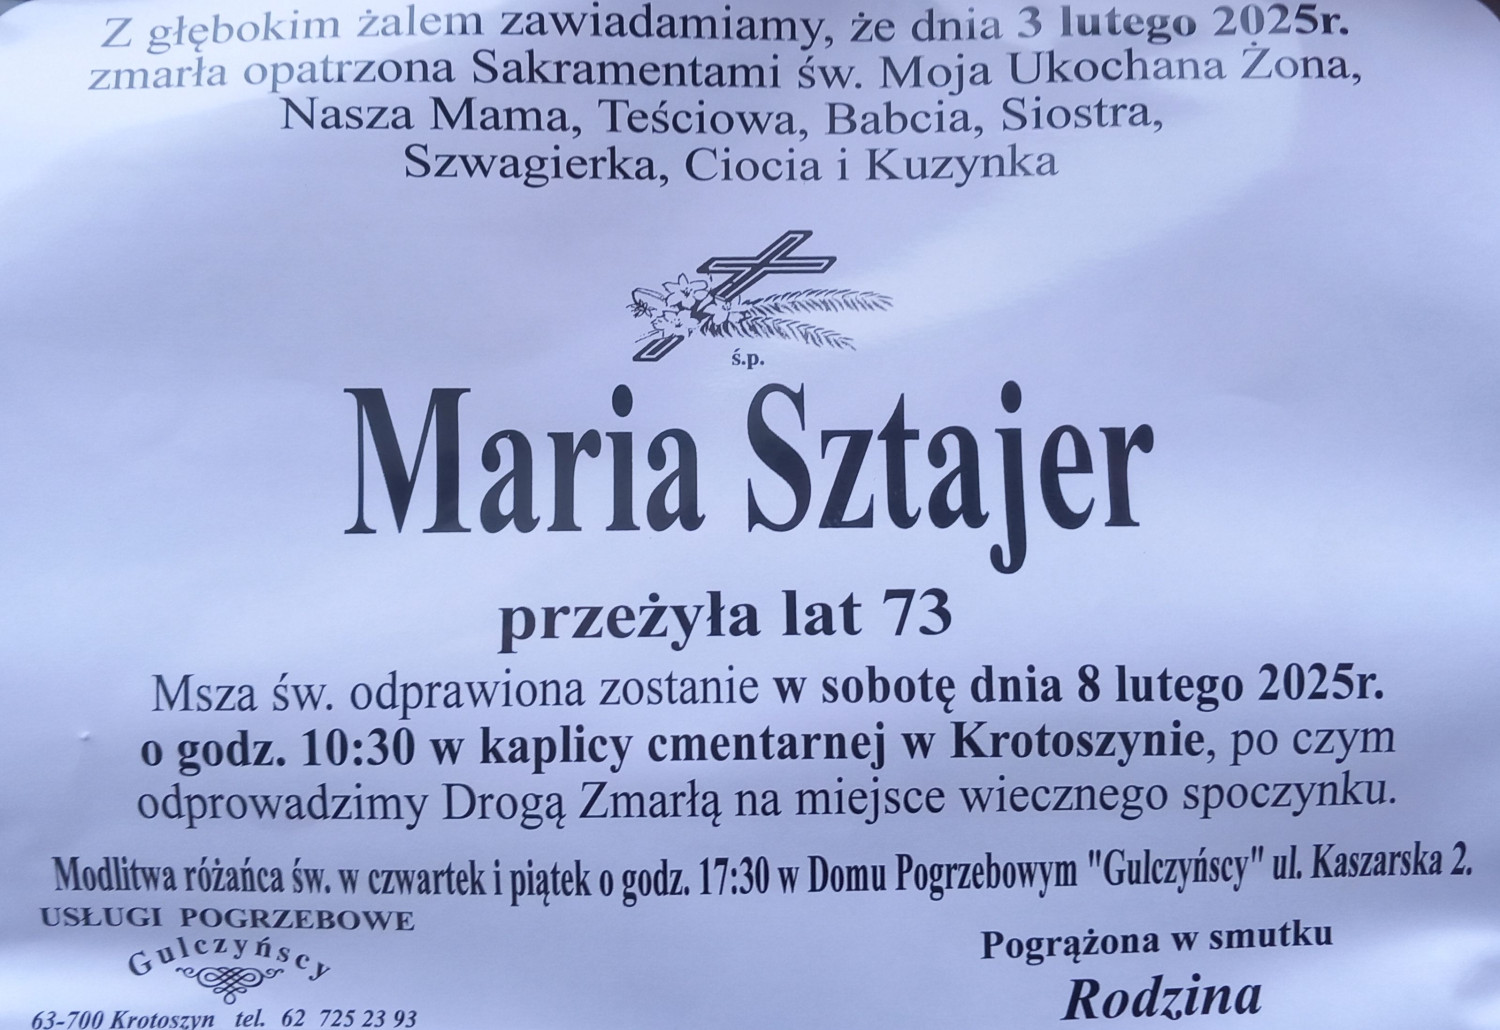 Z głębokim żalem zawiadamiamy, że dnia 3 lutego 2025r.
zmarła opatrzona Sakramentami św. Moja Ukochana Żona,
Nasza Mama, Teściowa, Babcia, Siostra,
Szwagierka, Ciocia i Kuzynka
ś.p.
Maria Sztajer
przeżyła lat 73
Msza św. odprawiona zostanie w sobotę dnia 8 lutego 2025r.
o godz. 10:30 w kaplicy cmentarnej w Krotoszynie, po czym
odprowadzimy Drogą Zmarłą na miejsce wiecznego spoczynku.
Modlitwa różańca św. w czwartek i piątek o godz. 17:30 w Domu Pogrzebowym "Gulczyńscy" ul. Kaszarska 2.
USŁUGI POGRZEBOWE
Gulczyńscy
63-700 Krotoszyn tel. 62 725 23 93
Pogrążona w smutku
Rodzina